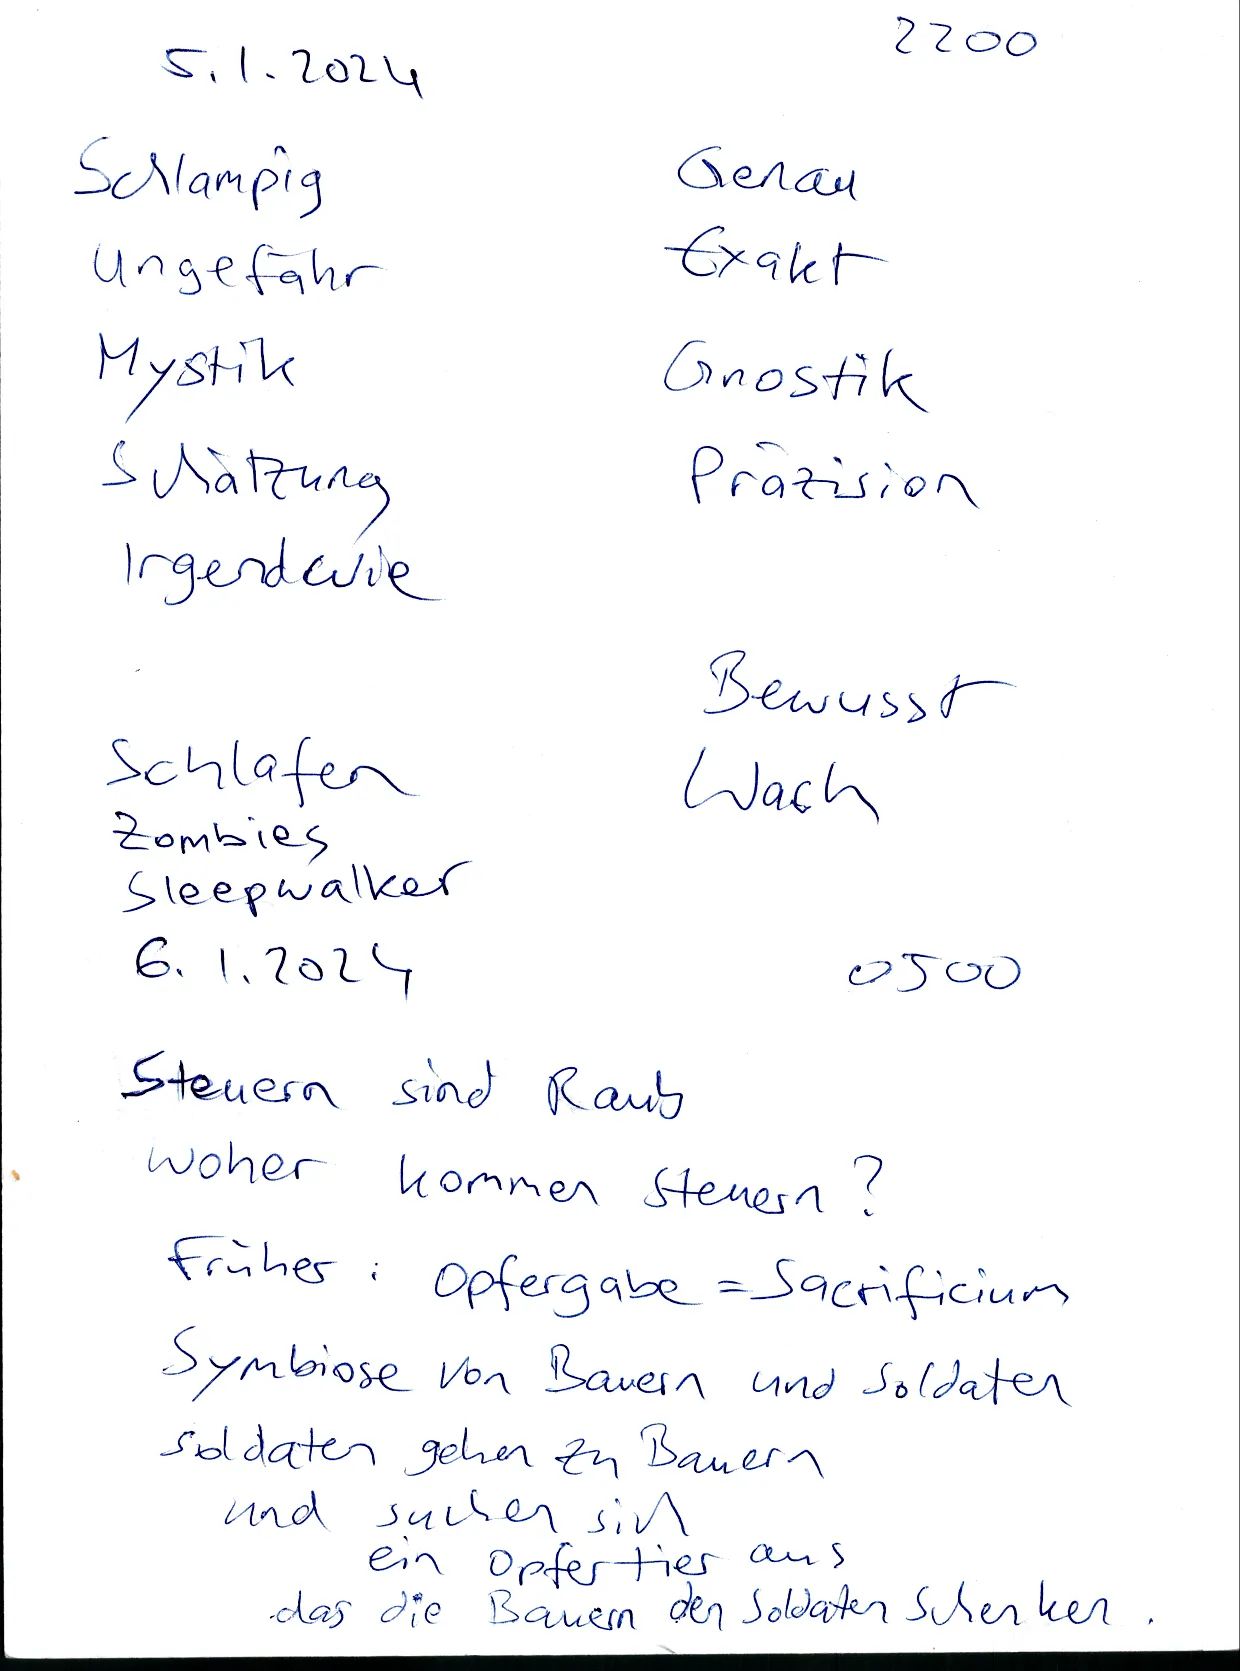 5.1.2024 2200
Schlampig Genau
Ungefähr Exakt
Mystik Gnostik
Schätzung Präzision
Irgendwie
Bewusst
Schlafen Wach
Zombies
Sleepwalker
6.1.2024 0500
Steuern sind Raub
woher kommen Steuern?
Früher: Opfergabe = Sacrificium
Symbiose von Bauern und Soldaten
Soldaten gehen zu Bauern
und suchen sich
ein Opfertier aus
das die Bauern den Soldaten schenken.